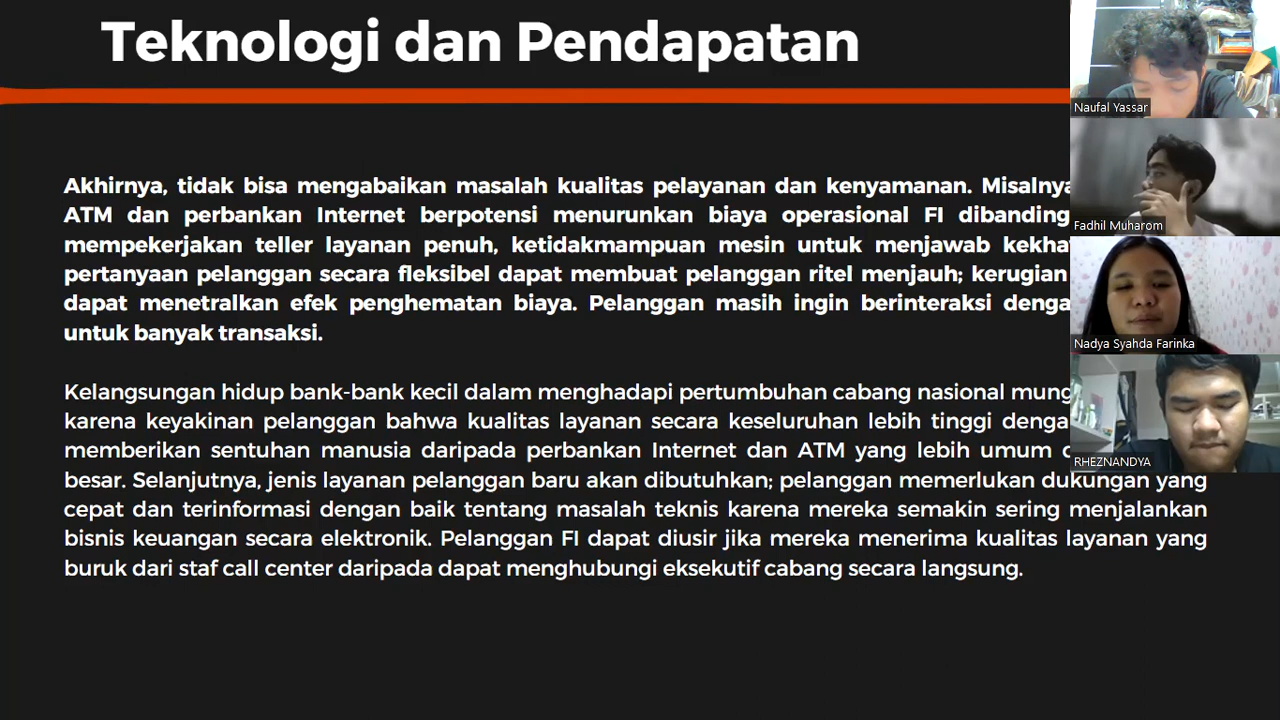 Teknologi dan Pendapatan
Akhirnya, tidak bisa mengabaikan masalah kualitas pelayanan dan kenyamanan. Misalnya
ATM dan perbankan Internet berpotensi menurunkan biaya operasional FI dibanding
mempekerjakan teller layanan penuh, ketidakmampuan mesin untuk menjawab
pertanyaan pelanggan secara fleksibel dapat membuat pelanggan ritel menjauh; kerugian
dapat menetralkan efek penghematan biaya. Pelanggan masih ingin berinteraksi
untuk banyak transaksi.
Kelangsungan hidup bank-bank kecil dalam menghadapi pertumbuhan cabang nasional
karena keyakinan pelanggan bahwa kualitas layanan secara keseluruhan lebih tinggi
memberikan sentuhan manusia daripada perbankan Internet dan ATM yang lebih umum
besar. Selanjutnya, jenis layanan pelanggan baru akan dibutuhkan; pelanggan memerlukan dukungan yang
cepat dan terinformasi dengan baik tentang masalah teknis karena mereka semakin sering menjalankan
bisnis keuangan secara elektronik. Pelanggan FI dapat diusir jika mereka menerima kualitas layanan yang
buruk dari staf call center daripada dapat menghubungi eksekutif cabang secara langsung.
Naufal Yassar
Fadhil Muharom
Nadya Syahda Farinka
RHEZNANDYA